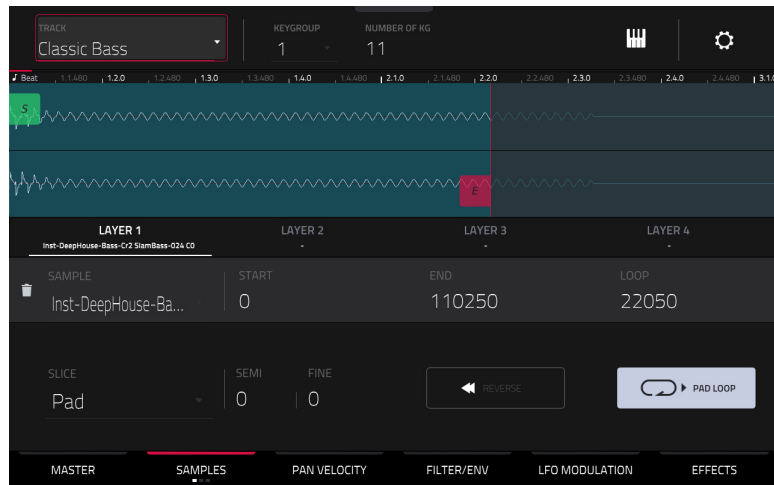 TRACK
Classic Bass
KEYGROUP
1
NUMBER OF KG
11
Beat 1.1.480 1.2.0 1.2.480 1.3.0 1.3.480 1.4.0 1.4.480 2.1.0 2.1.480 2.2.0 2.2.480 2.3.0 2.3.480 2.4.0 2.4.480 3.1.0
S
E
LAYER 1 LAYER 2 LAYER 3 LAYER 4
Inst-DeepHouse-Bass-Cr2 SlamBass-024 C0 - - -
SAMPLE START END LOOP
Inst-DeepHouse-Ba... 0 110250 22050
SLICE SEMI FINE
Pad 0 0 REVERSE PAD LOOP
MASTER SAMPLES PAN VELOCITY FILTER/ENV LFO MODULATION EFFECTS